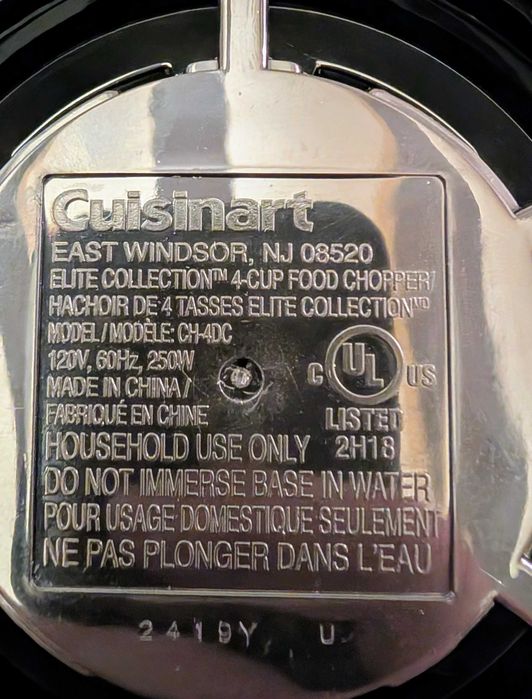 Cuisinart
EAST WINDSOR, NJ 08520
ELITE COLLECTION™ 4-CUP FOOD CHOPPER/
HACHOIR DE 4 TASSES ELITE COLLECTIONᴹᴰ
MODEL/MODÈLE: CH-4DC
120V, 60Hz, 250W
MADE IN CHINA/
FABRIQUÉ EN CHINE
C UL US
LISTED
2H18
HOUSEHOLD USE ONLY
DO NOT IMMERSE BASE IN WATER
POUR USAGE DOMESTIQUE SEULEMENT
NE PAS PLONGER DANS L'EAU
2419Y U